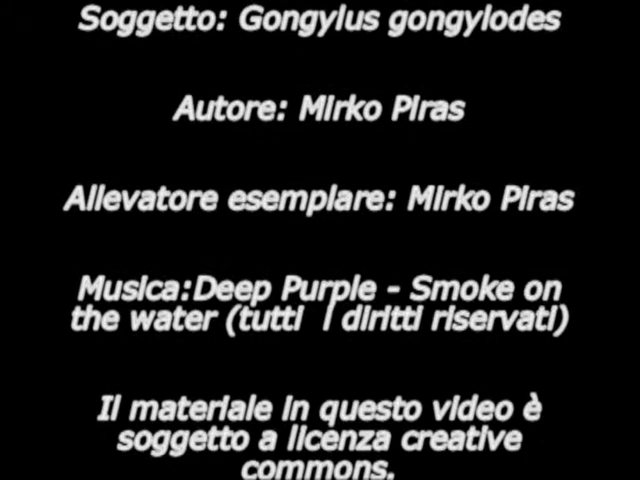 Soggetto: Gongylus gongylodes
Autore: Mirko Piras
Allevatore esemplare: Mirko Piras
Musica:Deep Purple - Smoke on
the water (tutti i diritti riservati)
Il materiale in questo video è
soggetto a licenza creative
commons.